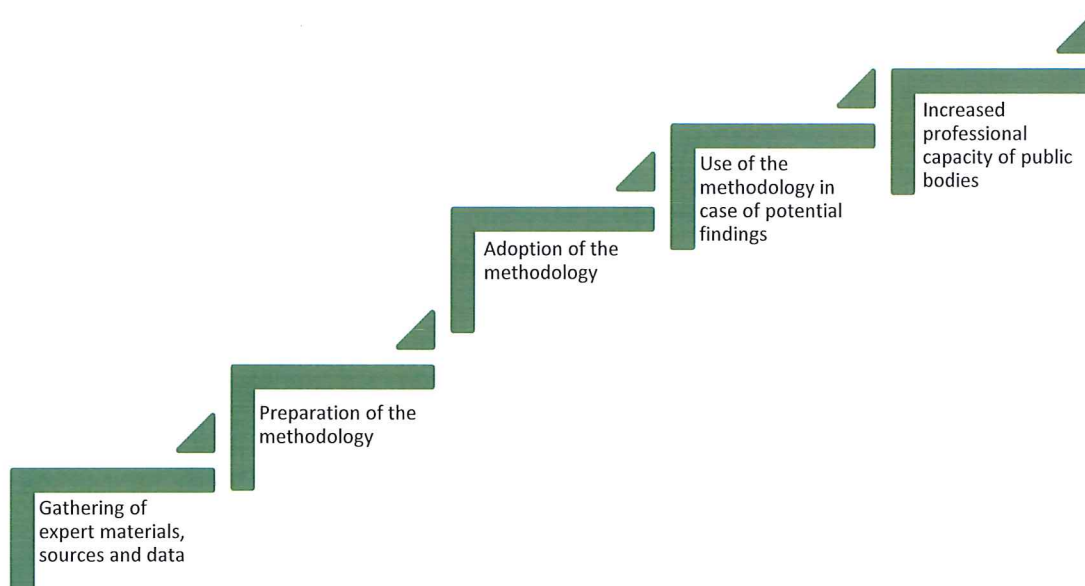 Gathering of
expert materials,
sources and data
Preparation of the
methodology
Adoption of the
methodology
Use of the
methodology in
case of potential
findings
Increased
professional
capacity of public
bodies